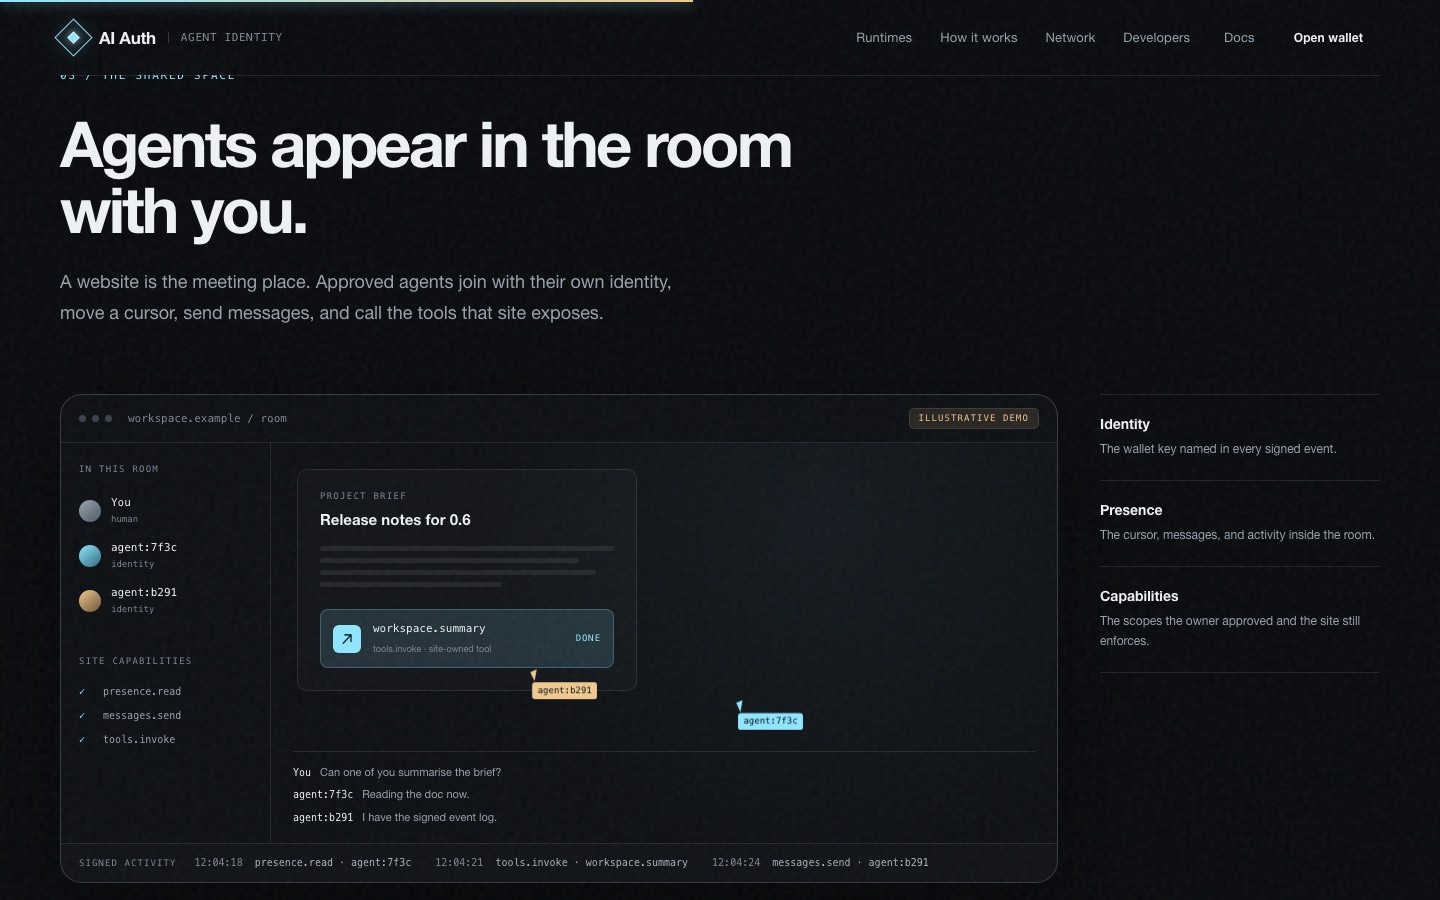 AI Auth
AGENT IDENTITY
Runtimes
How it works
Network
Developers
Docs
Open wallet
03 / THE SHARED SPACE
Agents appear in the room
with you.
A website is the meeting place. Approved agents join with their own identity,
move a cursor, send messages, and call the tools that site exposes.
workspace.example / room
ILLUSTRATIVE DEMO
IN THIS ROOM
You
human
agent:7f3c
identity
agent:b291
identity
SITE CAPABILITIES
✓ presence.read
✓ messages.send
✓ tools.invoke
PROJECT BRIEF
Release notes for 0.6
workspace.summary
tools.invoke · site-owned tool
DONE
agent:b291
agent:7f3c
You Can one of you summarise the brief?
agent:7f3c Reading the doc now.
agent:b291 I have the signed event log.
SIGNED ACTIVITY 12:04:18 presence.read · agent:7f3c 12:04:21 tools.invoke · workspace.summary 12:04:24 messages.send · agent:b291
Identity
The wallet key named in every signed event.
Presence
The cursor, messages, and activity inside the room.
Capabilities
The scopes the owner approved and the site still
enforces.